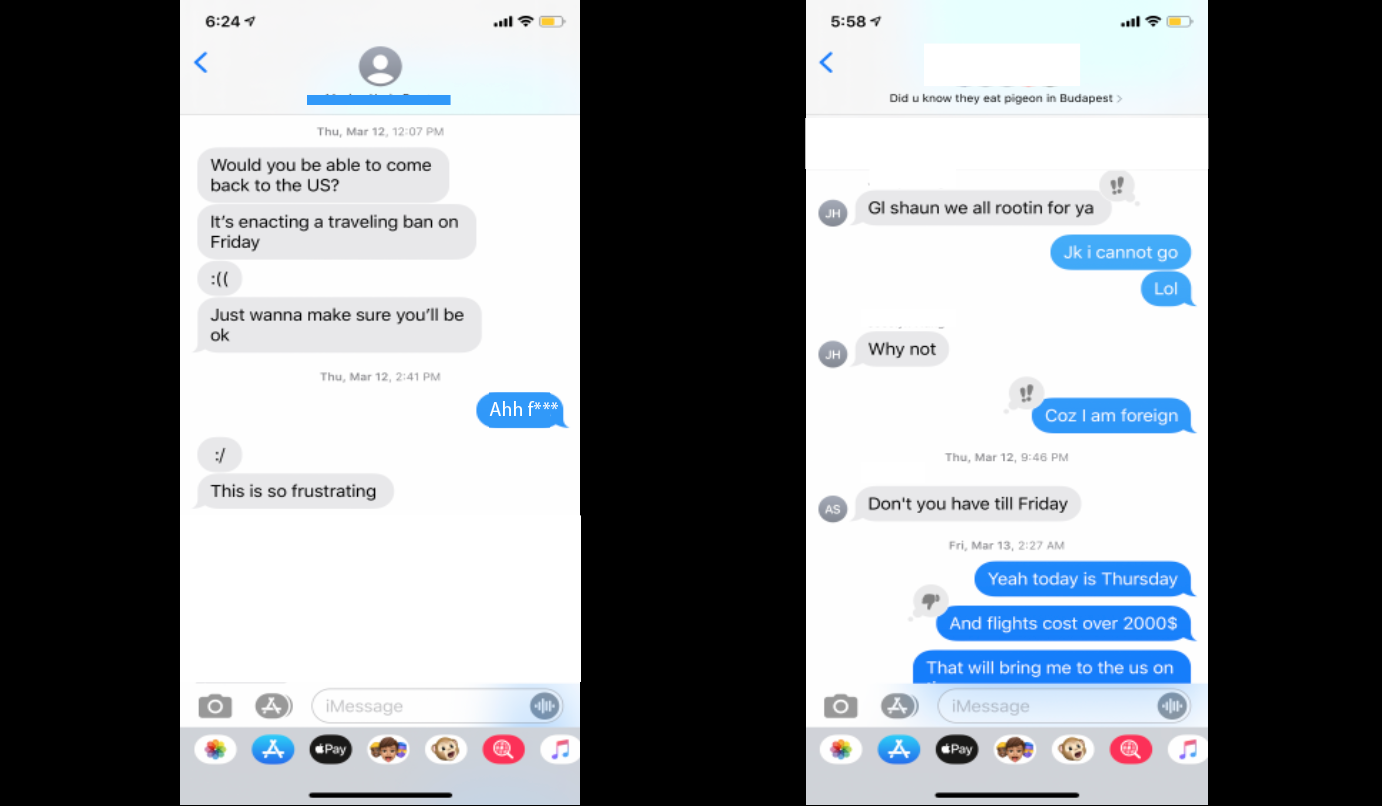 6:24
Thu, Mar 12, 12:07 PM
Would you be able to come
back to the US?
It's enacting a traveling ban on
Friday
:((
Just wanna make sure you'll be
ok
Thu, Mar 12, 2:41 PM
Ahh f***
:/
This is so frustrating
iMessage
Pay
5:58
Did u know they eat pigeon in Budapest >
JH
GI shaun we all rootin for ya
Jk i cannot go
Lol
JH
Why not
Coz I am foreign
Thu, Mar 12, 9:46 PM
AS
Don't you have till Friday
Fri, Mar 13, 2:27 AM
Yeah today is Thursday
And flights cost over 2000$
That will bring me to the us on
iMessage
Pay